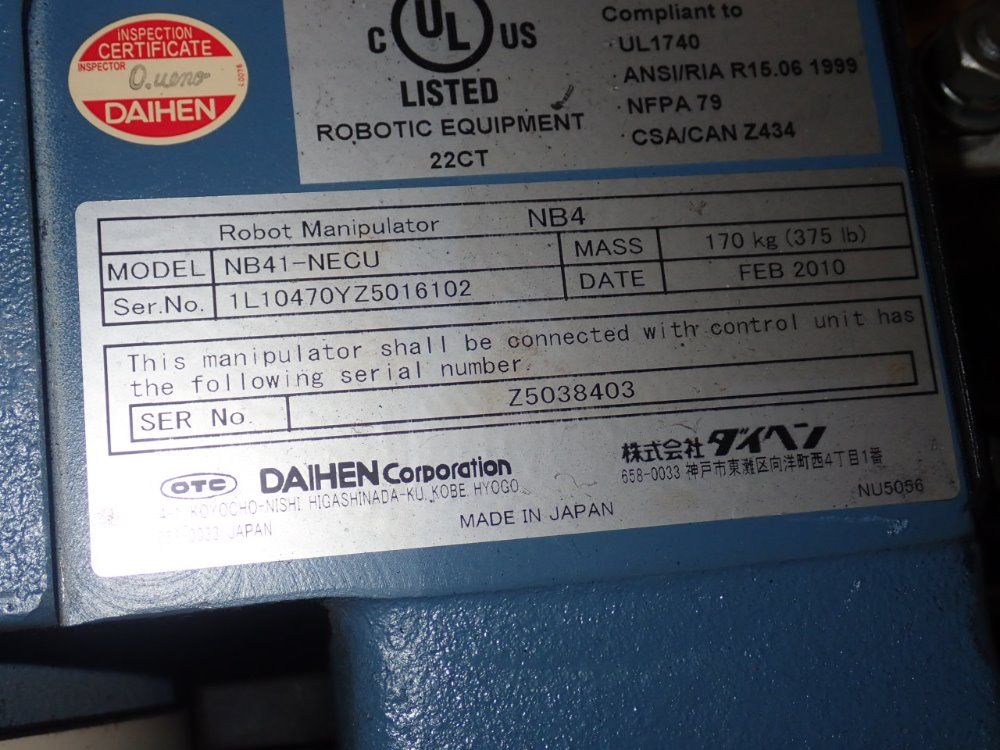 INSPECTION
CERTIFICATE
INSPECTOR O. ueno
DAIHEN
C UL US
LISTED
ROBOTIC EQUIPMENT
22CT
Compliant to
· UL1740
· ANSI/RIA R15.06 1999
· NFPA 79
· CSA/CAN Z434
Robot Manipulator NB4
MODEL NB41-NECU MASS 170 kg (375 lb)
Ser.No. 1L10470YZ5016102 DATE FEB 2010
This manipulator shall be connected with control unit has
the following serial number.
SER No. Z5038403
OTC DAIHEN Corporation
KOYOCHO-NISHI HIGASHINADA-KU, KOBE, HYOGO
JAPAN
株式会社ダイヘン
658-0033 神戸市東灘区向洋町西4丁目1番
MADE IN JAPAN
NU5056